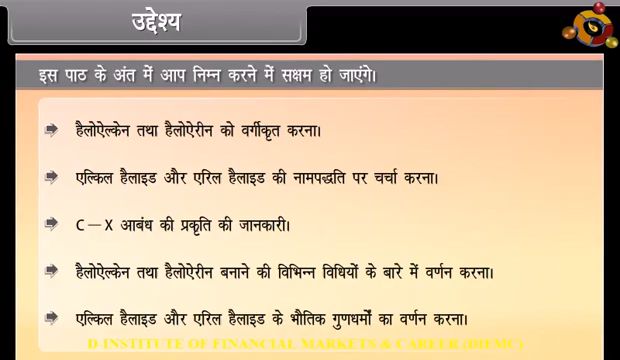 उद्देश्य
इस पाठ के अंत में आप निम्न करने में सक्षम हो जाएंगे।
हैलोऐल्केन तथा हैलोऐरीन को वर्गीकृत करना।
एल्किल हैलाइड और एरिल हैलाइड की नामपद्धति पर चर्चा करना।
C—X आबंध की प्रकृति की जानकारी।
हैलोऐल्केन तथा हैलोऐरीन बनाने की विभिन्न विधियों के बारे में वर्णन करना।
एल्किल हैलाइड और एरिल हैलाइड के भौतिक गुणधर्मों का वर्णन करना।
D INSTITUTE OF FINANCIAL MARKETS & CAREER (DIFMC)